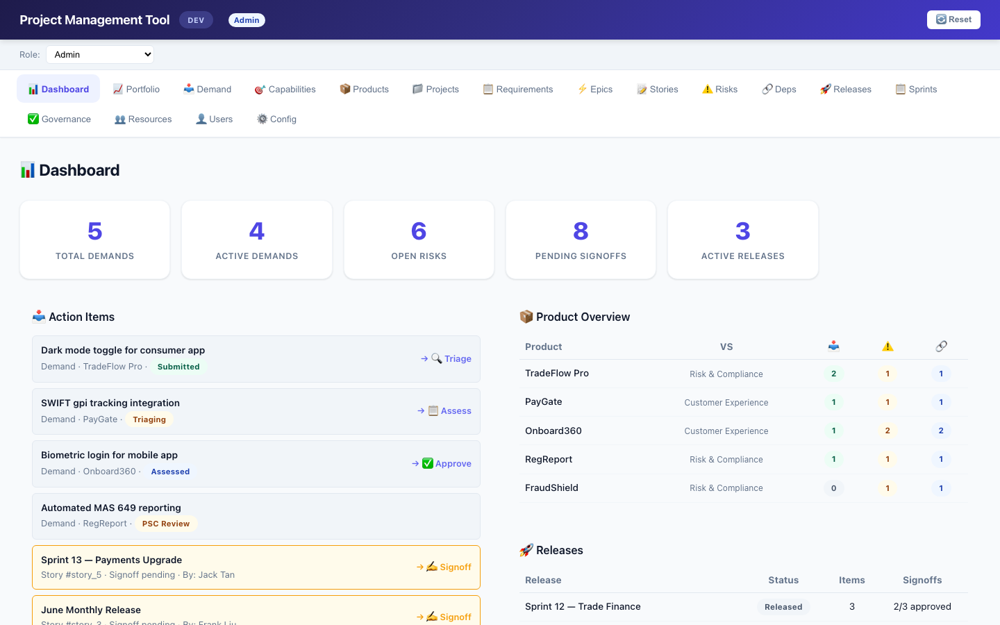 Project Management Tool DEV Admin Reset
Role: Admin
Dashboard Portfolio Demand Capabilities Products Projects Requirements Epics Stories Risks Deps Releases Sprints
Governance Resources Users Config
Dashboard
5 4 6 8 3
TOTAL DEMANDS ACTIVE DEMANDS OPEN RISKS PENDING SIGNOFFS ACTIVE RELEASES
Action Items
Dark mode toggle for consumer app
Demand · TradeFlow Pro · Submitted
→ Triage
SWIFT gpi tracking integration
Demand · PayGate · Triaging
→ Assess
Biometric login for mobile app
Demand · Onboard360 · Assessed
→ Approve
Automated MAS 649 reporting
Demand · RegReport · PSC Review
Sprint 13 — Payments Upgrade
Story #story_5 · Signoff pending · By: Jack Tan
→ Signoff
June Monthly Release
Story #story_3 · Signoff pending · By: Frank Liu
→ Signoff
Product Overview
Product VS
TradeFlow Pro Risk & Compliance 2 1 1
PayGate Customer Experience 1 1 1
Onboard360 Customer Experience 1 2 2
RegReport Risk & Compliance 1 1 1
FraudShield Risk & Compliance 0 1 1
Releases
Release Status Items Signoffs
Sprint 12 — Trade Finance Released 3 2/3 approved